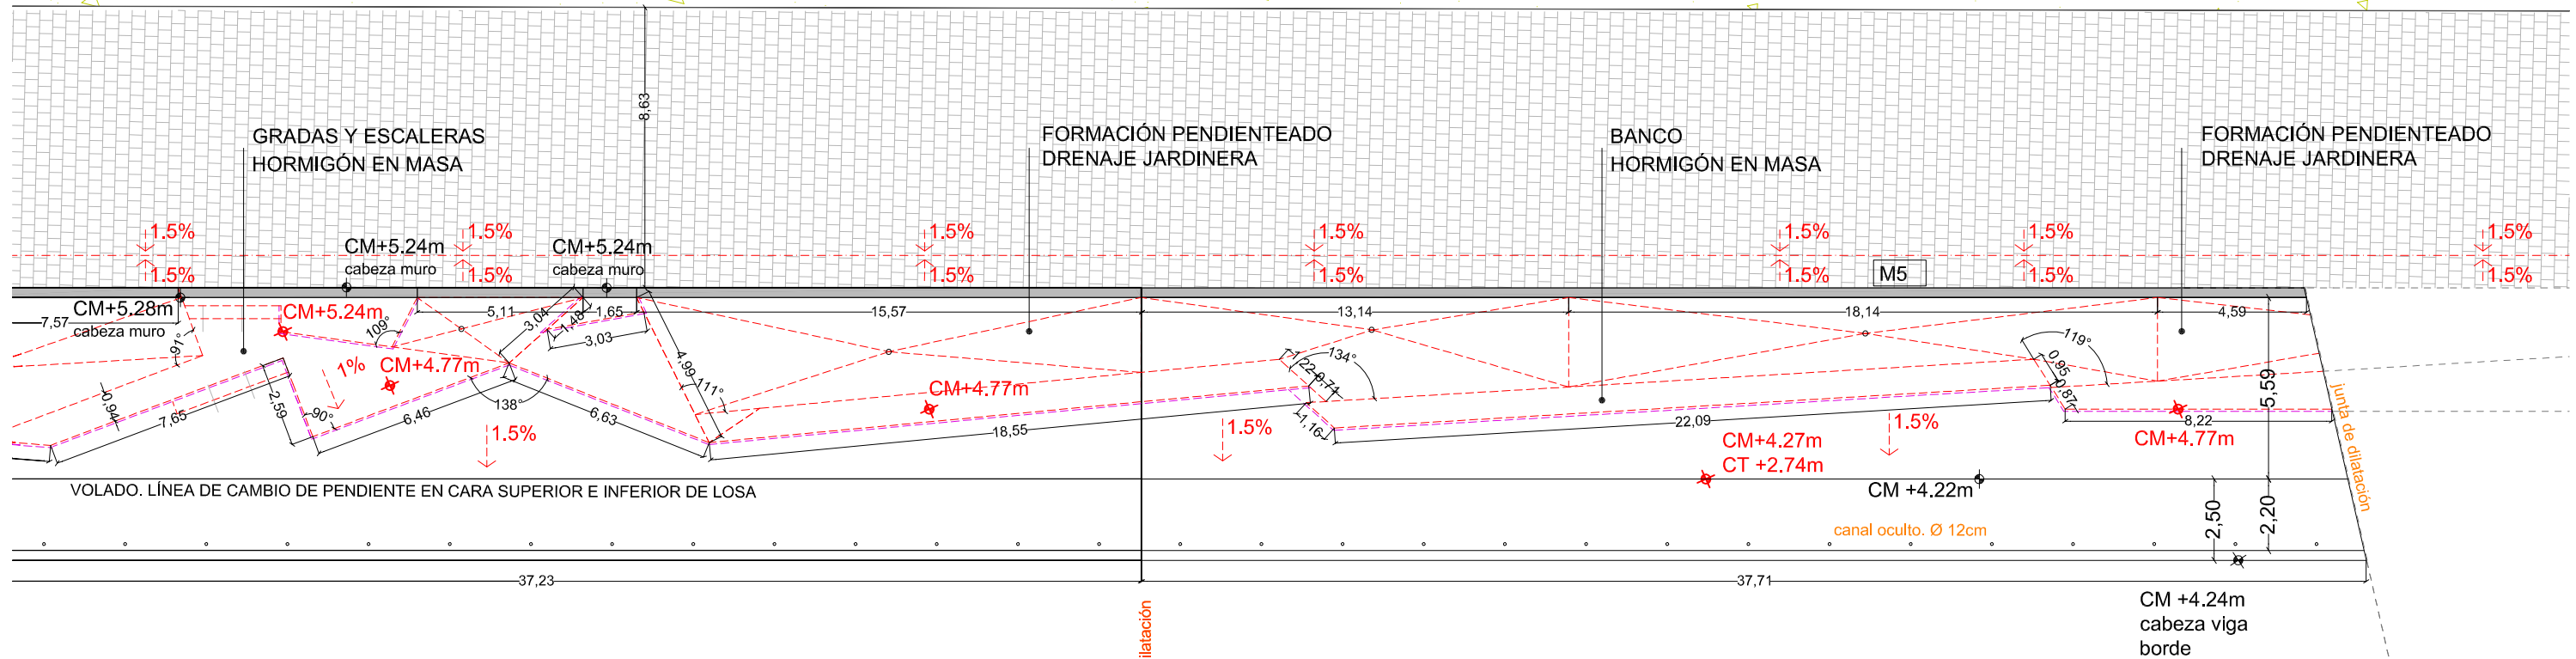 8,63
GRADAS Y ESCALERAS
HORMIGÓN EN MASA
FORMACIÓN PENDIENTEADO
DRENAJE JARDINERA
BANCO
HORMIGÓN EN MASA
FORMACIÓN PENDIENTEADO
DRENAJE JARDINERA
1.5%
1.5%
1.5%
1.5%
1.5%
1.5%
1.5%
1.5%
1.5%
1.5%
1.5%
1.5%
1.5%
1.5%
CM+5.24m
cabeza muro
CM+5.24m
cabeza muro
M5
CM+5.28m
cabeza muro
7,57
CM+5.24m
5,11
1,65
15,57
13,14
18,14
4,59
91°
109°
3,04
1,48
3,03
1%
CM+4.77m
4,99
111°
CM+4.77m
1,22
0,71
134°
119°
0,95
0,87
5,59
0,94
7,65
2,59
90°
6,46
138°
6,63
18,55
1,16
22,09
8,22
1.5%
1.5%
1.5%
CM+4.77m
CM+4.27m
CT +2.74m
junta de dilatación
VOLADO. LÍNEA DE CAMBIO DE PENDIENTE EN CARA SUPERIOR E INFERIOR DE LOSA
CM +4.22m
2,50
2,20
canal oculto. Ø 12cm
37,23
37,71
ilatación
CM +4.24m
cabeza viga
borde